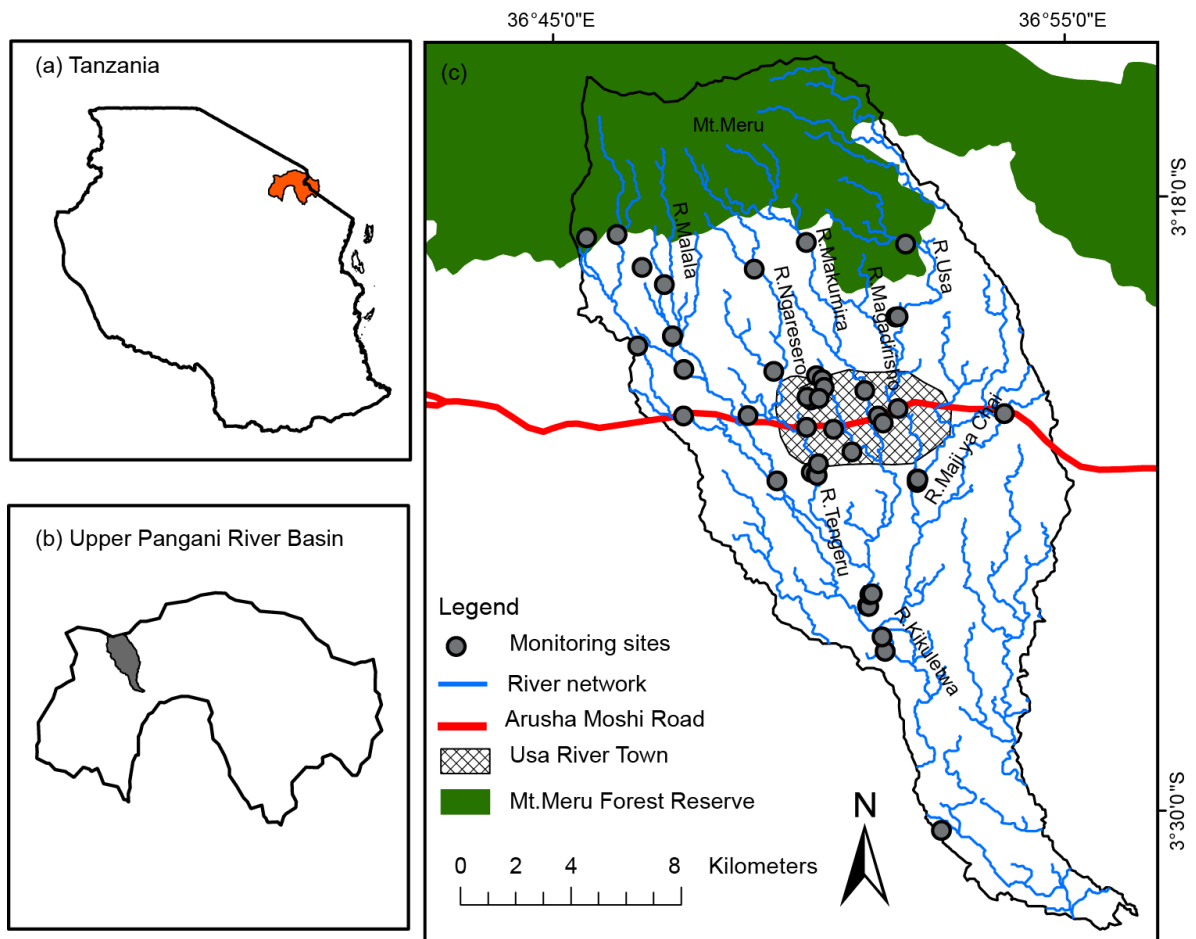 36°45'0"E
36°55'0"E
(a) Tanzania
(b) Upper Pangani River Basin
(c)
Mt.Meru
3°18'0"S
R.Malala
R.Ngaresero
R.Makumira
R.Magadirisho
R.Usa
R.Maji ya Chai
R.Tengeru
R.Kikuletwa
3°30'0"S
Legend
Monitoring sites
River network
Arusha Moshi Road
Usa River Town
Mt.Meru Forest Reserve
0 2 4 8 Kilometers
N